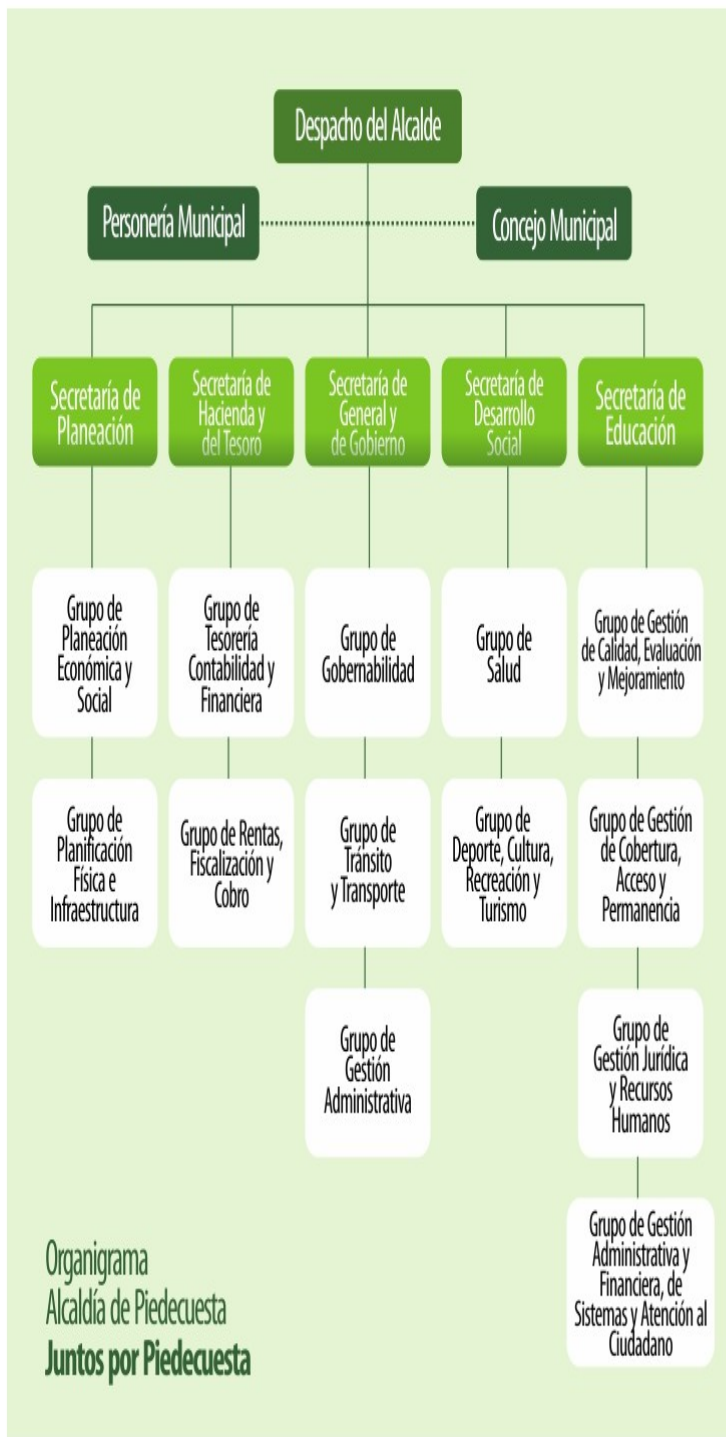 Despacho del Alcalde
Personería Municipal
Concejo Municipal
Secretaría de
Planeación
Secretaría de
Hacienda y
del Tesoro
Secretaría de
General y
de Gobierno
Secretaría de
Desarrollo
Social
Secretaría de
Educación
Grupo de
Planeación
Económica y
Social
Grupo de
Tesorería
Contabilidad y
Financiera
Grupo de
Gobernabilidad
Grupo de
Salud
Grupo de Gestión
de Calidad, Evaluación
y Mejoramiento
Grupo de
Planificación
Física e
Infraestructura
Grupo de Rentas,
Fiscalización y
Cobro
Grupo de
Tránsito
y Transporte
Grupo de
Deporte, Cultura,
Recreación y
Turismo
Grupo de Gestión
de Cobertura,
Acceso y
Permanencia
Grupo de
Gestión
Administrativa
Grupo de
Gestión Jurídica
y Recursos
Humanos
Grupo de Gestión
Administrativa y
Financiera, de
Sistemas y Atención al
Ciudadano
Organigrama
Alcaldía de Piedecuesta
Juntos por Piedecuesta